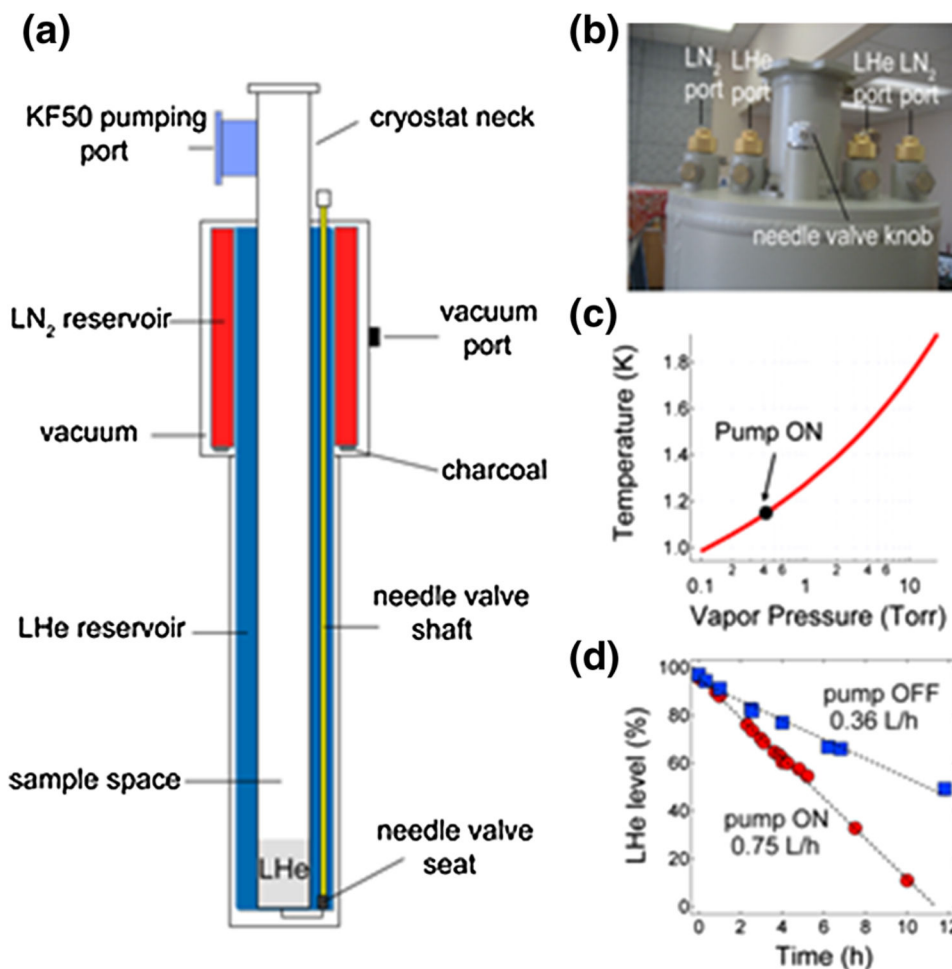 (a)
KF50 pumping
port
cryostat neck
LN₂ reservoir
vacuum
port
vacuum
charcoal
LHe reservoir
needle valve
shaft
sample space
needle valve
seat
LHe
(b)
LN₂ LHe LHe LN₂
port port port port
needle valve knob
(c)
Temperature (K)
1.8
1.6
1.4
1.2
1.0
Pump ON
2 4 6 2 4 6
0.1 1 10
Vapor Pressure (Torr)
(d)
LHe level (%)
100
80
60
40
20
0
pump OFF
0.36 L/h
pump ON
0.75 L/h
0 2 4 6 8 10 12
Time (h)